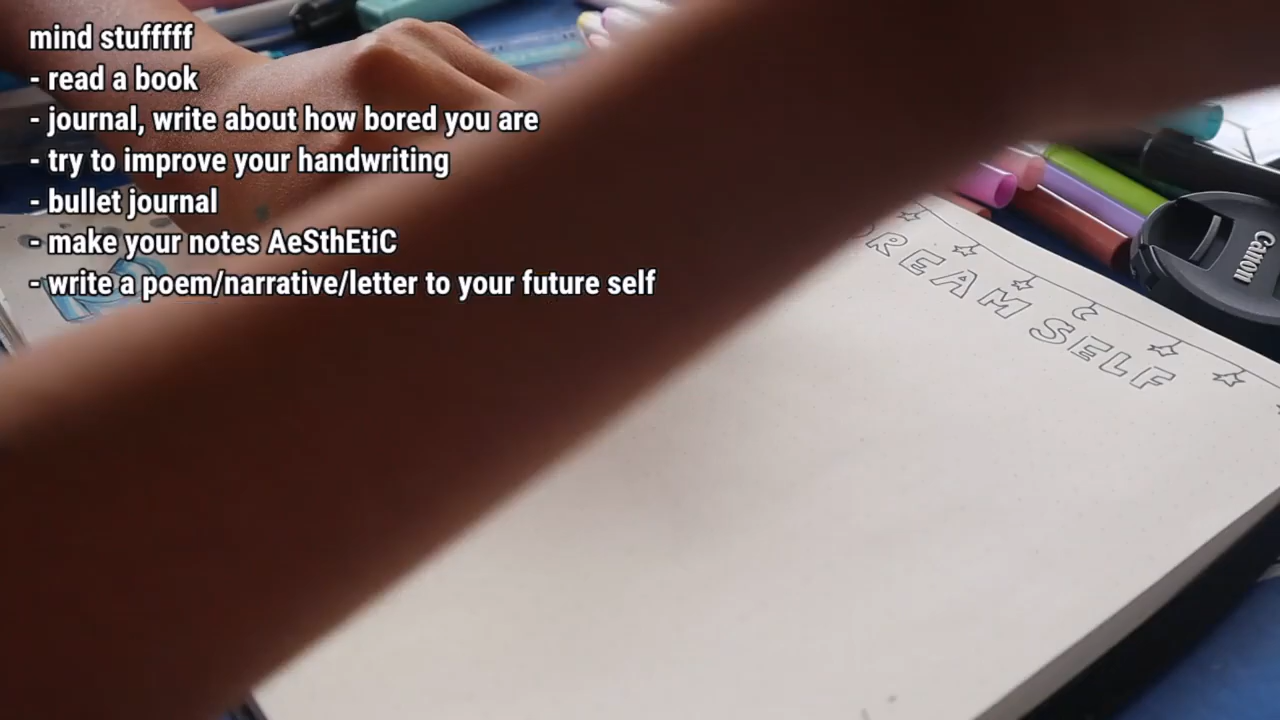 mind stufffff
- read a book
- journal, write about how bored you are
- try to improve your handwriting
- bullet journal
- make your notes AeSthEtiC
- write a poem/narrative/letter to your future self
DREAM SELF
Canon